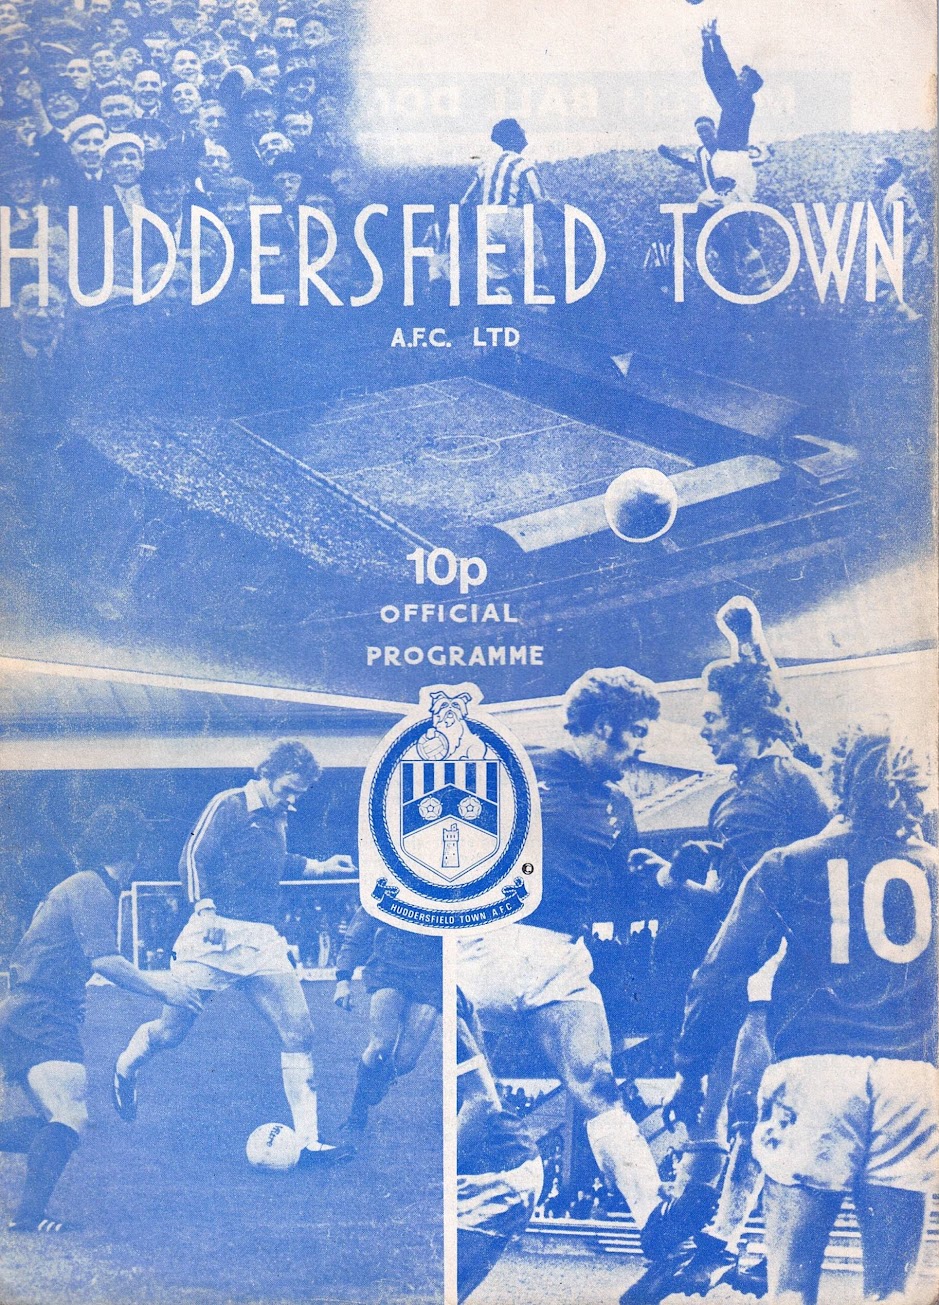 HUDDERSFIELD TOWN
A.F.C. LTD
10p
OFFICIAL
PROGRAMME
HUDDERSFIELD TOWN A.F.C
10